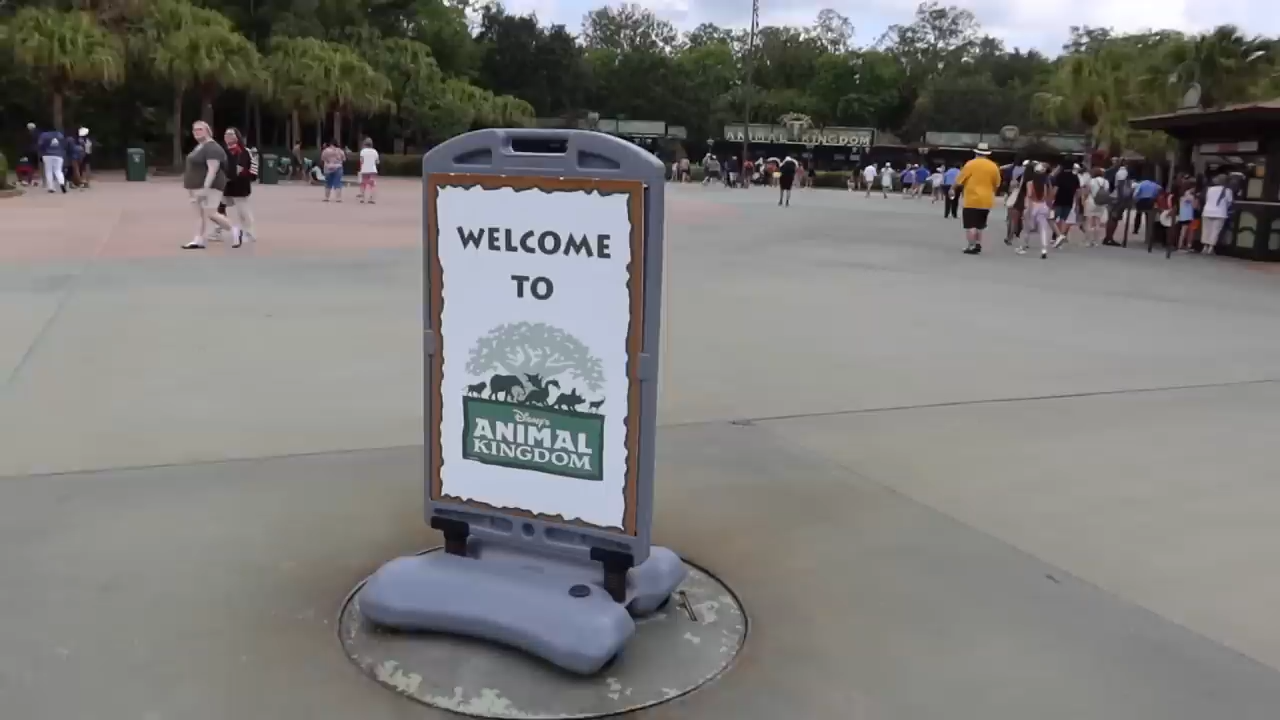 ANIMAL KINGDOM
WELCOME
TO
Disney's
ANIMAL
KINGDOM